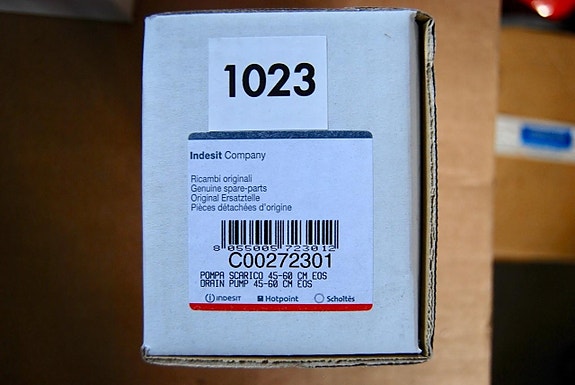 1023
Indesit Company
Ricambi originali
Genuine spare-parts
Original Ersatzteile
Pièces détachées d'origine
8 055005 723012
C00272301
POMPA SCARICO 45-60 CM EOS
DRAIN PUMP 45-60 CM EOS
indesit Hotpoint Scholtès